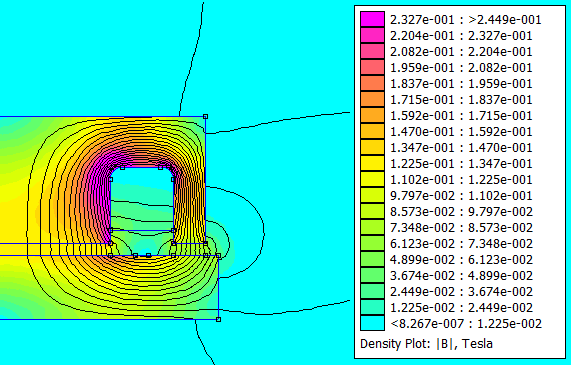 2.327e-001 : >2.449e-001
2.204e-001 : 2.327e-001
2.082e-001 : 2.204e-001
1.959e-001 : 2.082e-001
1.837e-001 : 1.959e-001
1.715e-001 : 1.837e-001
1.592e-001 : 1.715e-001
1.470e-001 : 1.592e-001
1.347e-001 : 1.470e-001
1.225e-001 : 1.347e-001
1.102e-001 : 1.225e-001
9.797e-002 : 1.102e-001
8.573e-002 : 9.797e-002
7.348e-002 : 8.573e-002
6.123e-002 : 7.348e-002
4.899e-002 : 6.123e-002
3.674e-002 : 4.899e-002
2.449e-002 : 3.674e-002
1.225e-002 : 2.449e-002
<8.267e-007 : 1.225e-002
Density Plot: |B|, Tesla